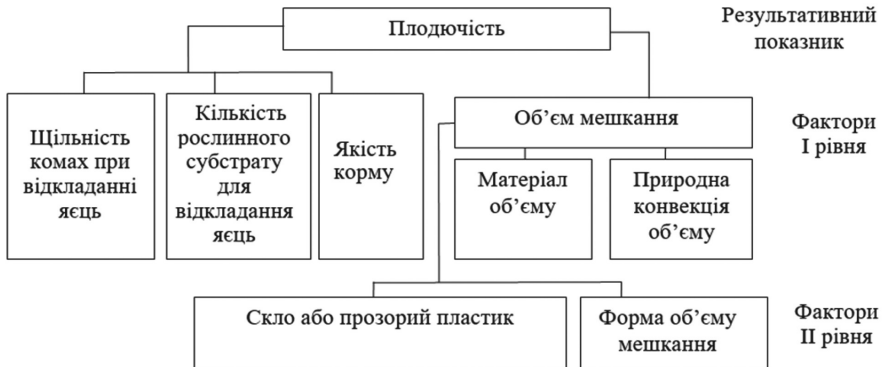 Плодючість
Результативний
показник
Щільність
комах при
відкладанні
яєць
Кількість
рослинного
субстрату
для
відкладання
яєць
Якість
корму
Об’єм мешкання
Матеріал
об’єму
Природна
конвекція
об’єму
Фактори
І рівня
Скло або прозорий пластик
Форма об’єму
мешкання
Фактори
ІІ рівня